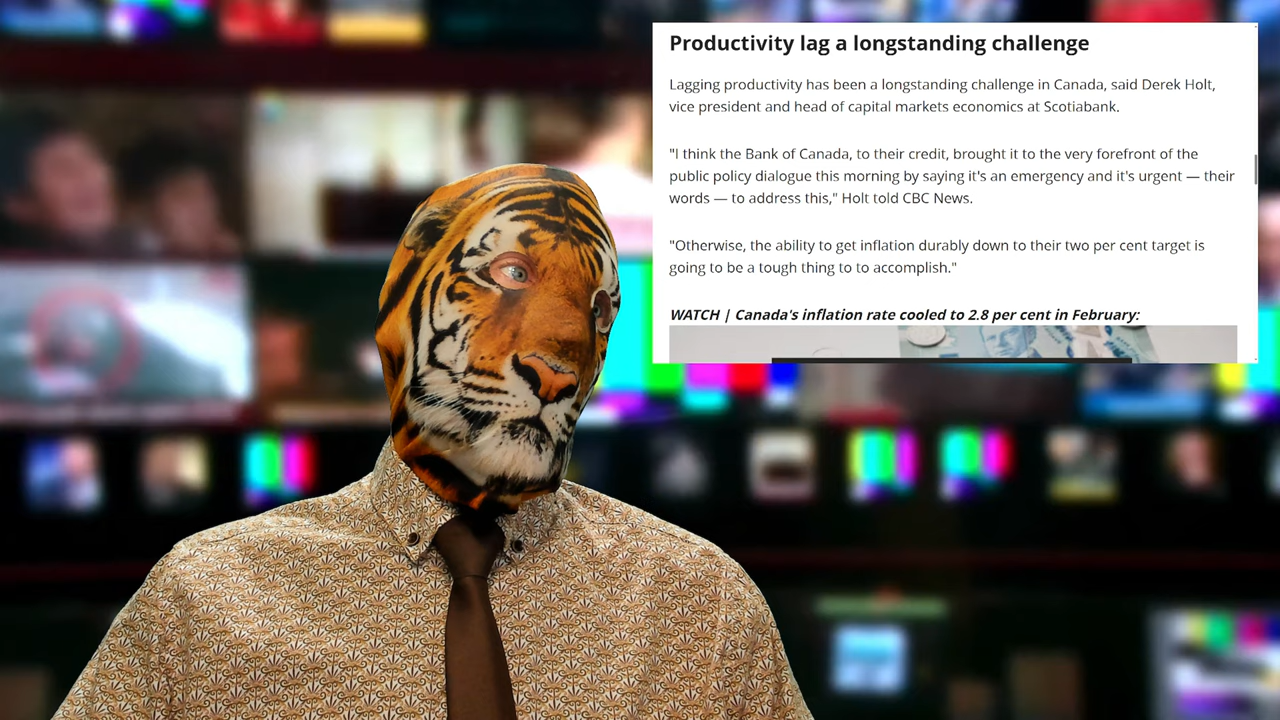 Productivity lag a longstanding challenge
Lagging productivity has been a longstanding challenge in Canada, said Derek Holt,
vice president and head of capital markets economics at Scotiabank.
"I think the Bank of Canada, to their credit, brought it to the very forefront of the
public policy dialogue this morning by saying it's an emergency and it's urgent — their
words — to address this," Holt told CBC News.
"Otherwise, the ability to get inflation durably down to their two per cent target is
going to be a tough thing to to accomplish."
WATCH | Canada's inflation rate cooled to 2.8 per cent in February: